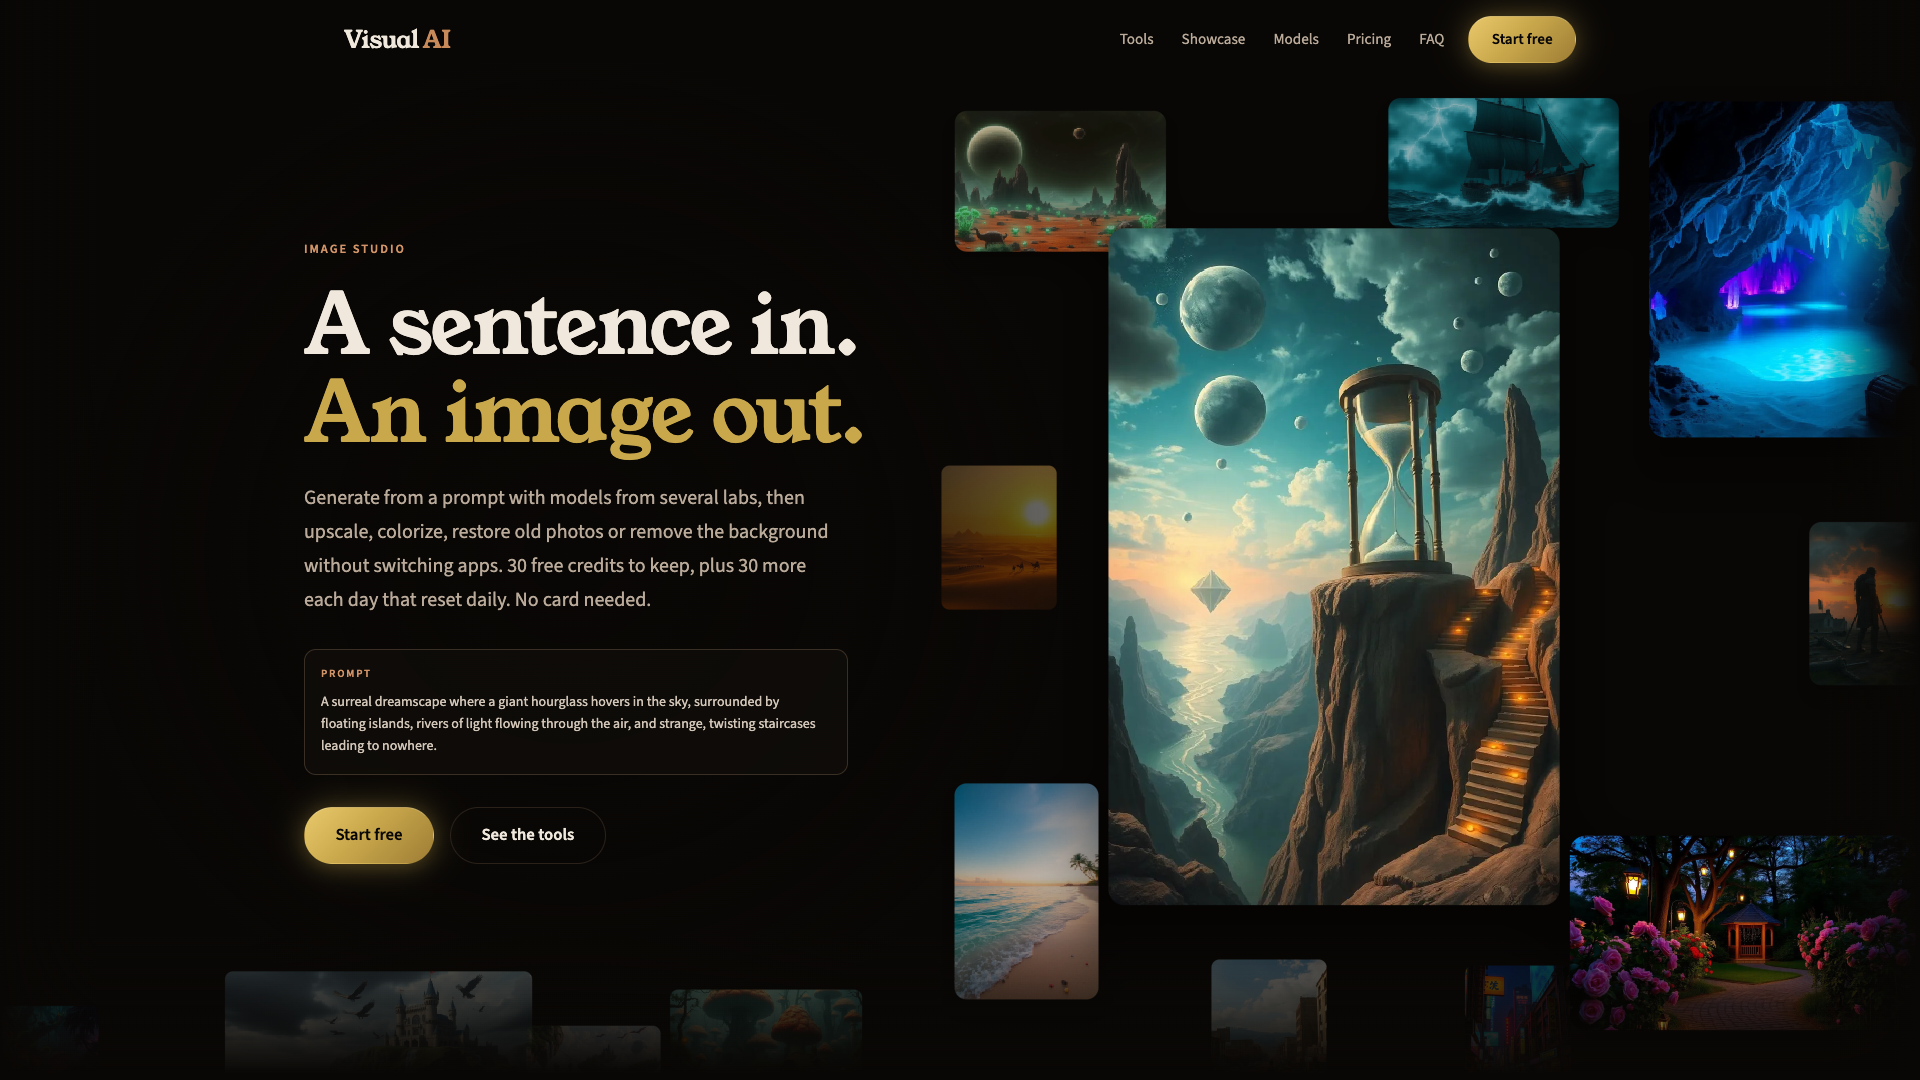 Visual AI
Tools
Showcase
Models
Pricing
FAQ
Start free
IMAGE STUDIO
A sentence in.
An image out.
Generate from a prompt with models from several labs, then
upscale, colorize, restore old photos or remove the background
without switching apps. 30 free credits to keep, plus 30 more
each day that reset daily. No card needed.
PROMPT
A surreal dreamscape where a giant hourglass hovers in the sky, surrounded by
floating islands, rivers of light flowing through the air, and strange, twisting staircases
leading to nowhere.
Start free
See the tools